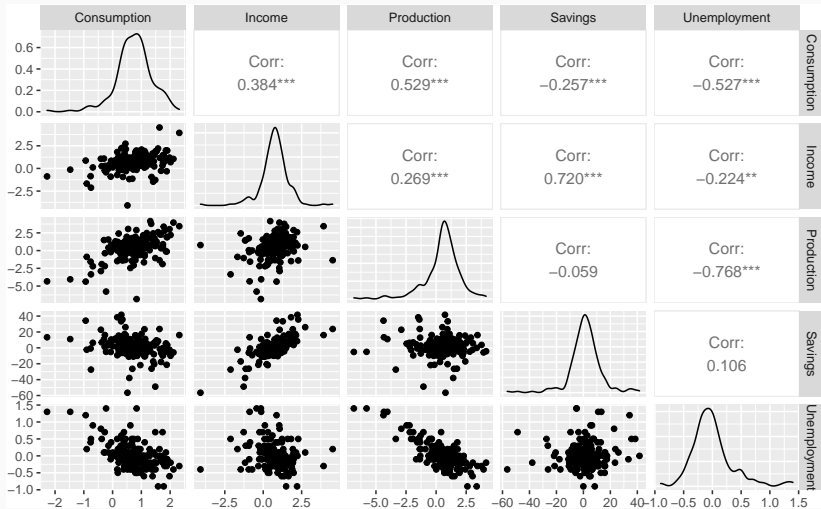 Consumption Income Production Savings Unemployment
Consumption
0.6
0.4
0.2
0.0
Corr:
0.384***
Corr:
0.529***
Corr:
−0.257***
Corr:
−0.527***
Income
2.5
0.0
−2.5
Corr:
0.269***
Corr:
0.720***
Corr:
−0.224**
Production
2.5
0.0
−2.5
−5.0
Corr:
−0.059
Corr:
−0.768***
Savings
40
20
0
−20
−40
−60
Corr:
0.106
Unemployment
1.5
1.0
0.5
0.0
−0.5
−1.0
−2 −1 0 1 2 −2.5 0.0 2.5 −5.0 −2.5 0.0 2.5 −60 −40 −20 0 20 40 −1.0 −0.5 0.0 0.5 1.0 1.5